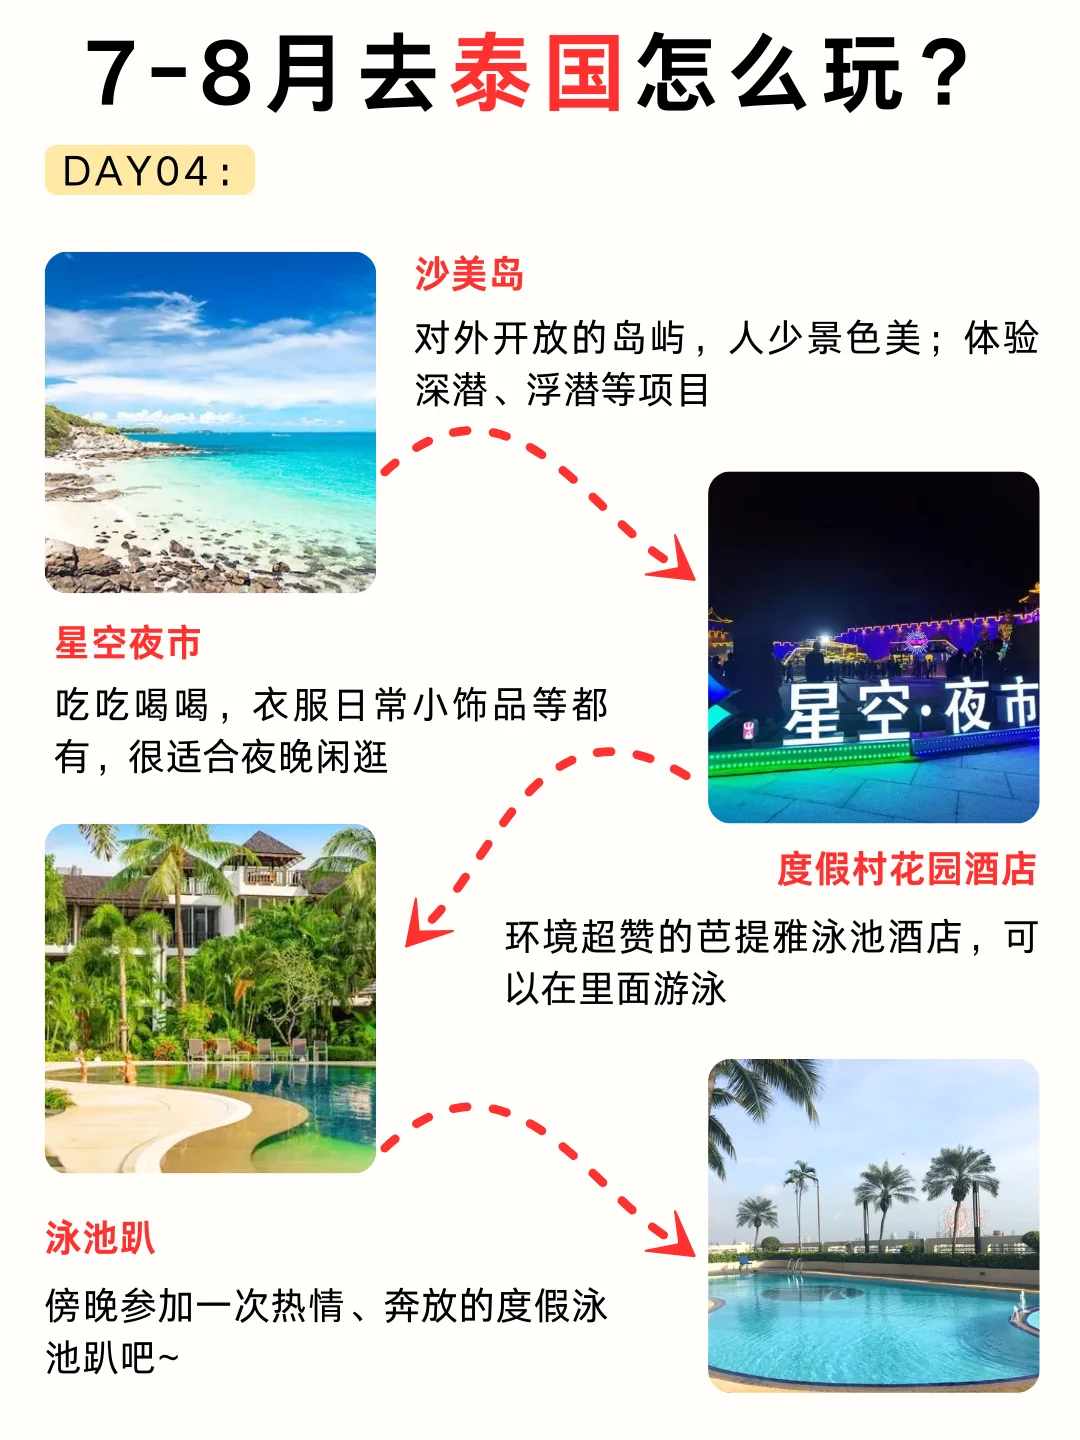 7-8月去泰国怎么玩？
DAY04：
沙美岛
对外开放的岛屿，人少景色美；体验
深潜、浮潜等项目
星空·夜市
星空夜市
吃吃喝喝，衣服日常小饰品等都
有，很适合夜晚闲逛
度假村花园酒店
环境超赞的芭提雅泳池酒店，可
以在里面游泳
泳池趴
傍晚参加一次热情、奔放的度假泳
池趴吧~